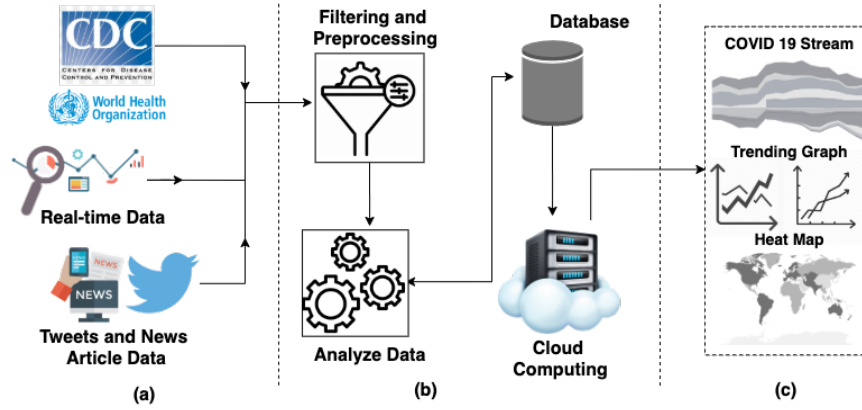 CDC
CENTERS FOR DISEASE
CONTROL AND PREVENTION
World Health
Organization
Real-time Data
NEWS
NEWS
Tweets and News
Article Data
(a)
Filtering and
Preprocessing
Analyze Data
(b)
Database
Cloud
Computing
COVID 19 Stream
Trending Graph
Heat Map
(c)